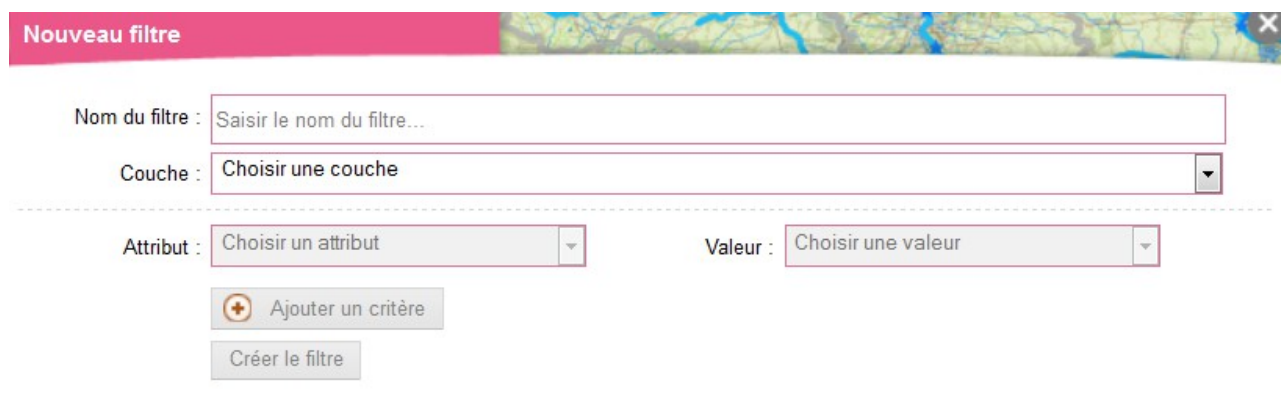 Nouveau filtre
Nom du filtre : Saisir le nom du filtre...
Couche : Choisir une couche
Attribut : Choisir un attribut Valeur : Choisir une valeur
Ajouter un critère
Créer le filtre